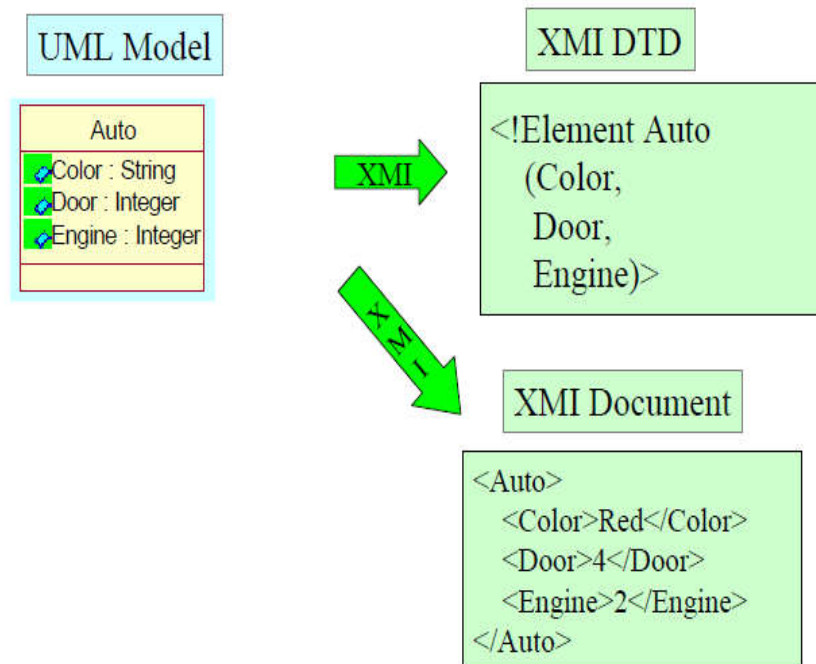 UML Model
Auto
Color : String
Door : Integer
Engine : Integer
XMI
XMI
XMI DTD
<!Element Auto
(Color,
Door,
Engine)>
XMI Document
<Auto>
<Color>Red</Color>
<Door>4</Door>
<Engine>2</Engine>
</Auto>